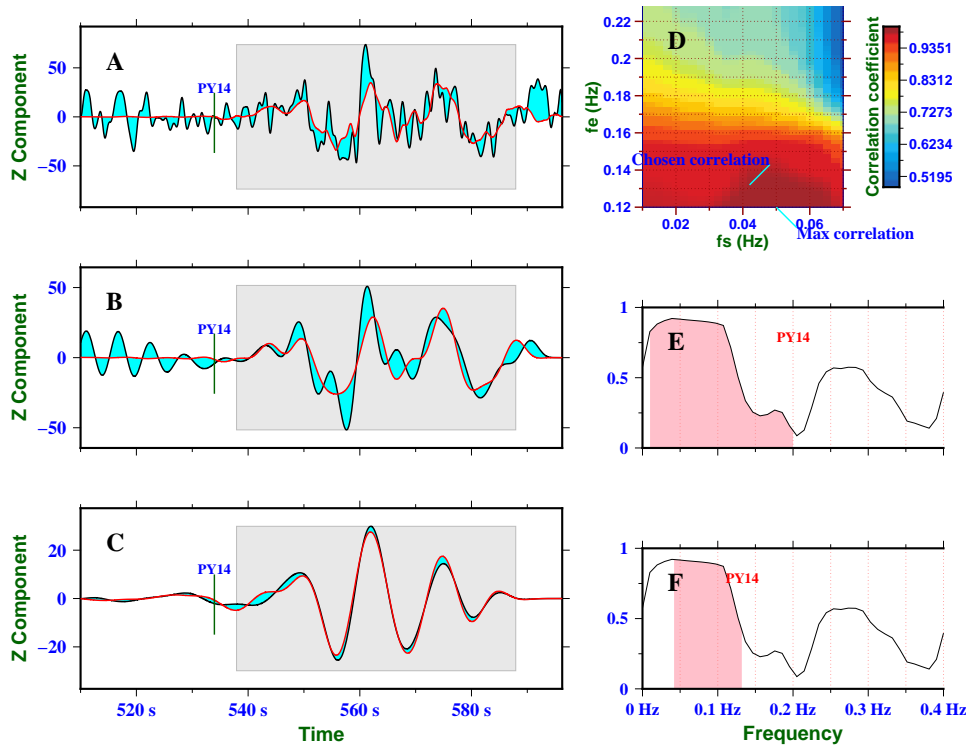 A
PY14
Z Component
50
0
−50
B
PY14
Z Component
50
0
−50
C
PY14
Z Component
20
0
−20
520 s
540 s
560 s
580 s
Time
D
fe (Hz)
0.22
0.2
0.18
0.16
0.14
0.12
0.02
0.04
0.06
fs (Hz)
Chosen correlation
Max correlation
Correlation coefficient
0.9351
0.8312
0.7273
0.6234
0.5195
E
PY14
1
0.5
0
F
PY14
1
0.5
0
0 Hz
0.1 Hz
0.2 Hz
0.3 Hz
0.4 Hz
Frequency